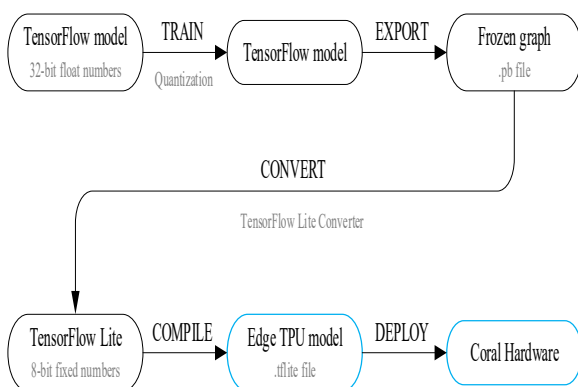 TensorFlow model
32-bit float numbers
TRAIN
Quantization
TensorFlow model
EXPORT
Frozen graph
.pb file
CONVERT
TensorFlow Lite Converter
TensorFlow Lite
8-bit fixed numbers
COMPILE
Edge TPU model
.tflite file
DEPLOY
Coral Hardware